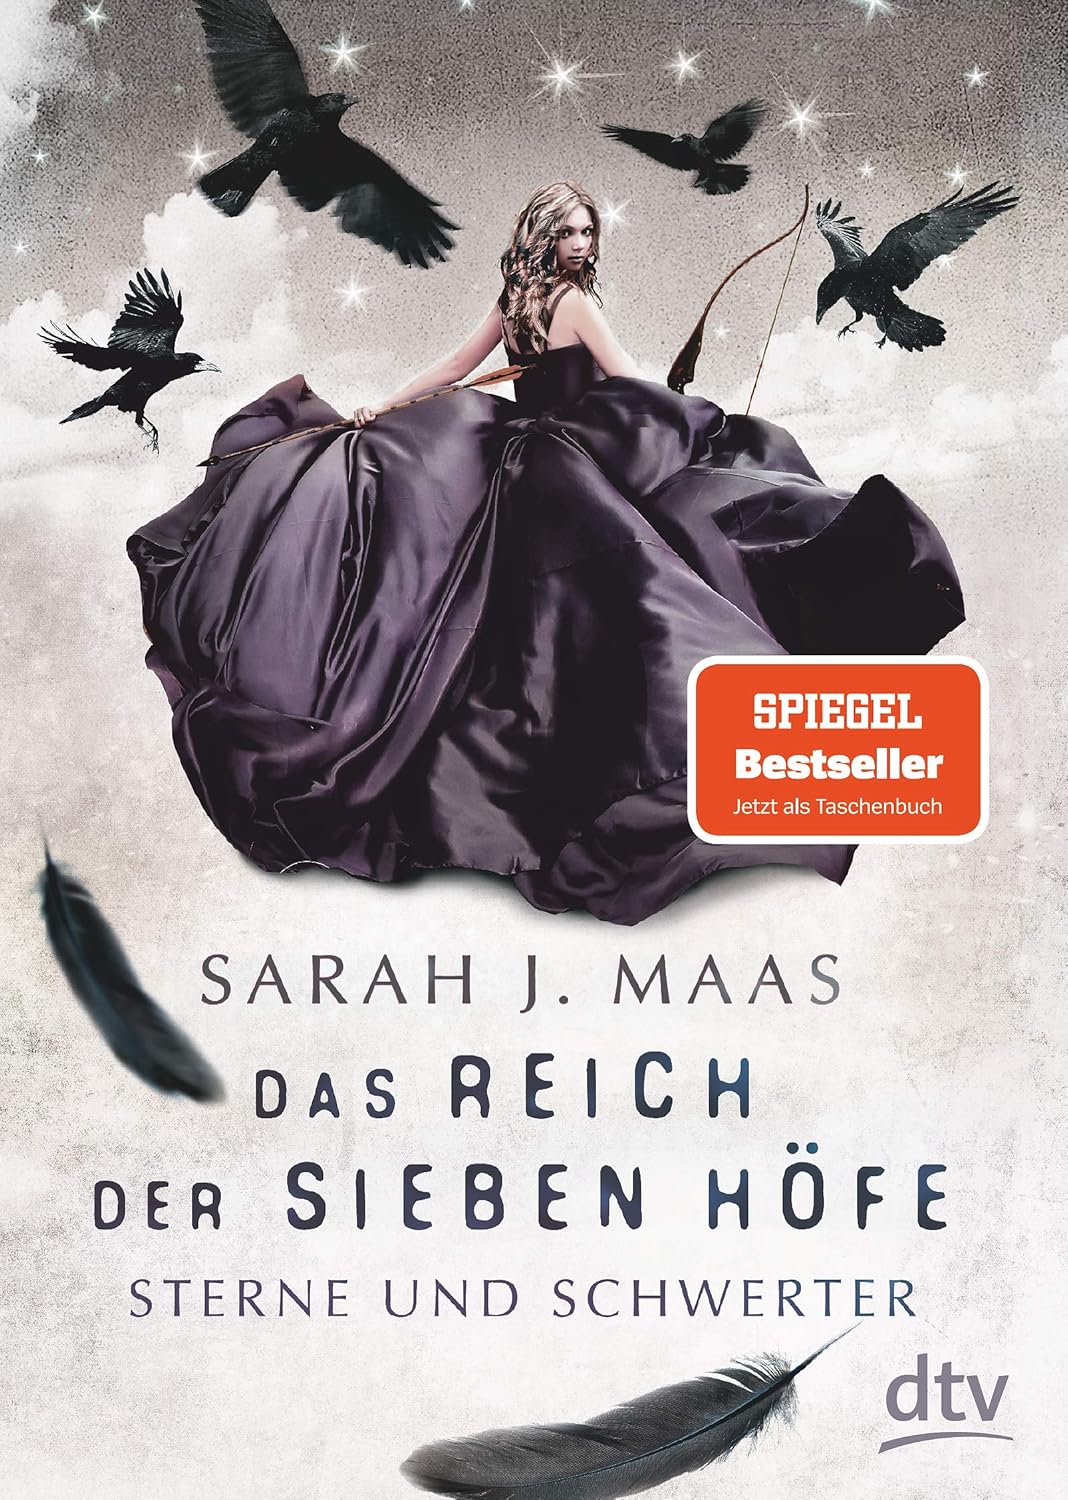 SPIEGEL
Bestseller
Jetzt als Taschenbuch
SARAH J. MAAS
DAS REICH
DER SIEBEN HÖFE
STERNE UND SCHWERTER
dtv